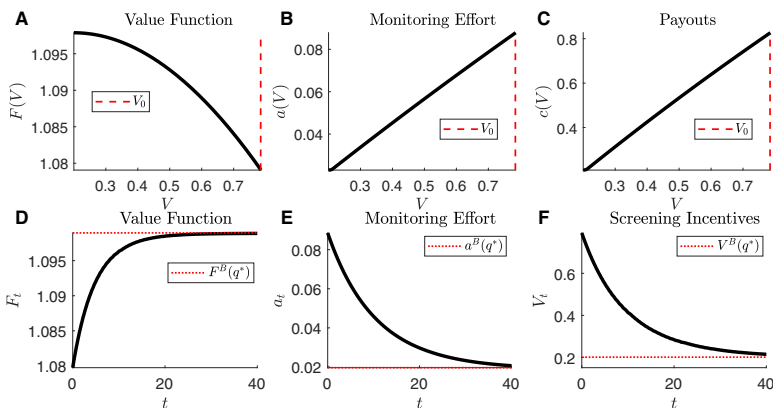 A
Value Function
F(V)
1.095
1.09
1.085
1.08
V_0
0.3
0.4
0.5
0.6
0.7
V
B
Monitoring Effort
a(V)
0.08
0.06
0.04
V_0
0.3
0.4
0.5
0.6
0.7
V
C
Payouts
c(V)
0.8
0.6
0.4
V_0
0.3
0.4
0.5
0.6
0.7
V
D
Value Function
F_t
1.095
1.09
1.085
1.08
F^B(q*)
0
20
40
t
E
Monitoring Effort
a_t
0.08
0.06
0.04
0.02
a^B(q*)
0
20
40
t
F
Screening Incentives
V_t
0.6
0.4
0.2
V^B(q*)
0
20
40
t